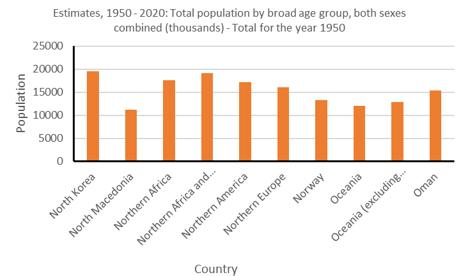 Estimates, 1950 - 2020: Total population by broad age group, both sexes
combined (thousands) - Total for the year 1950
25000
20000
15000
10000
5000
0
Population
North Korea
North Macedonia
Northern Africa
Northern Africa and...
Northern America
Northern Europe
Norway
Oceania
Oceania (excluding...
Oman
Country